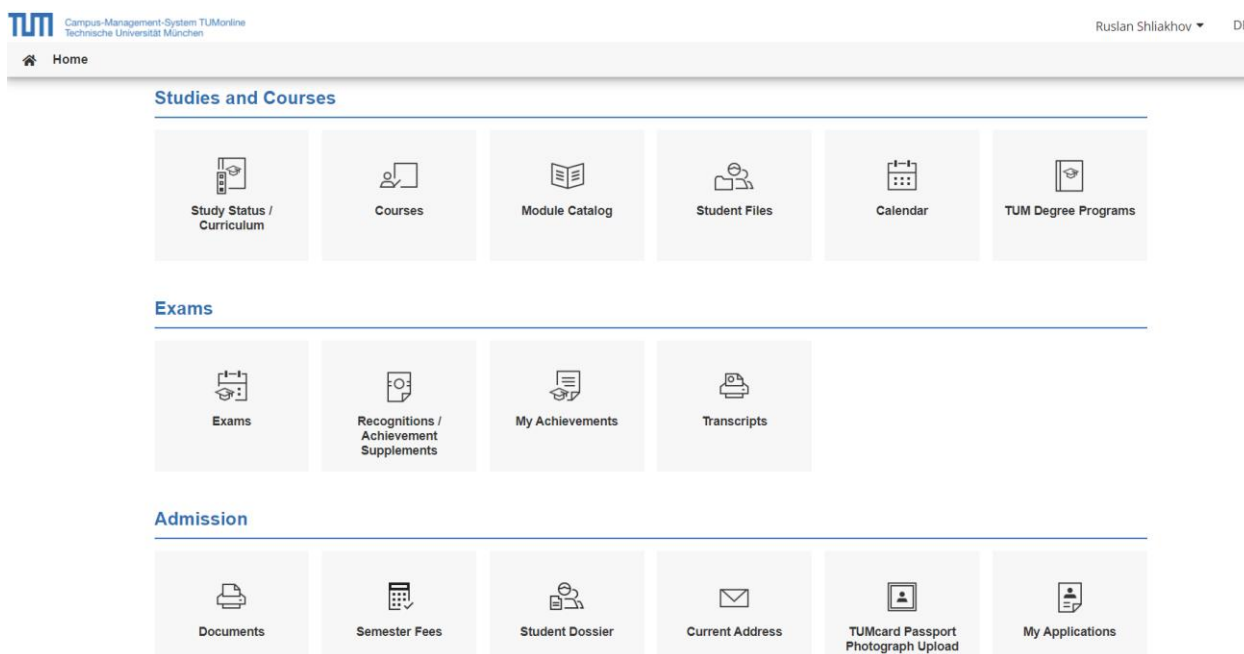 TUM
Campus-Management-System TUMonline
Technische Universität München
Ruslan Shliakhov
Home
Studies and Courses
Study Status /
Curriculum
Courses
Module Catalog
Student Files
Calendar
TUM Degree Programs
Exams
Exams
Recognitions /
Achievement
Supplements
My Achievements
Transcripts
Admission
Documents
Semester Fees
Student Dossier
Current Address
TUMcard Passport
Photograph Upload
My Applications